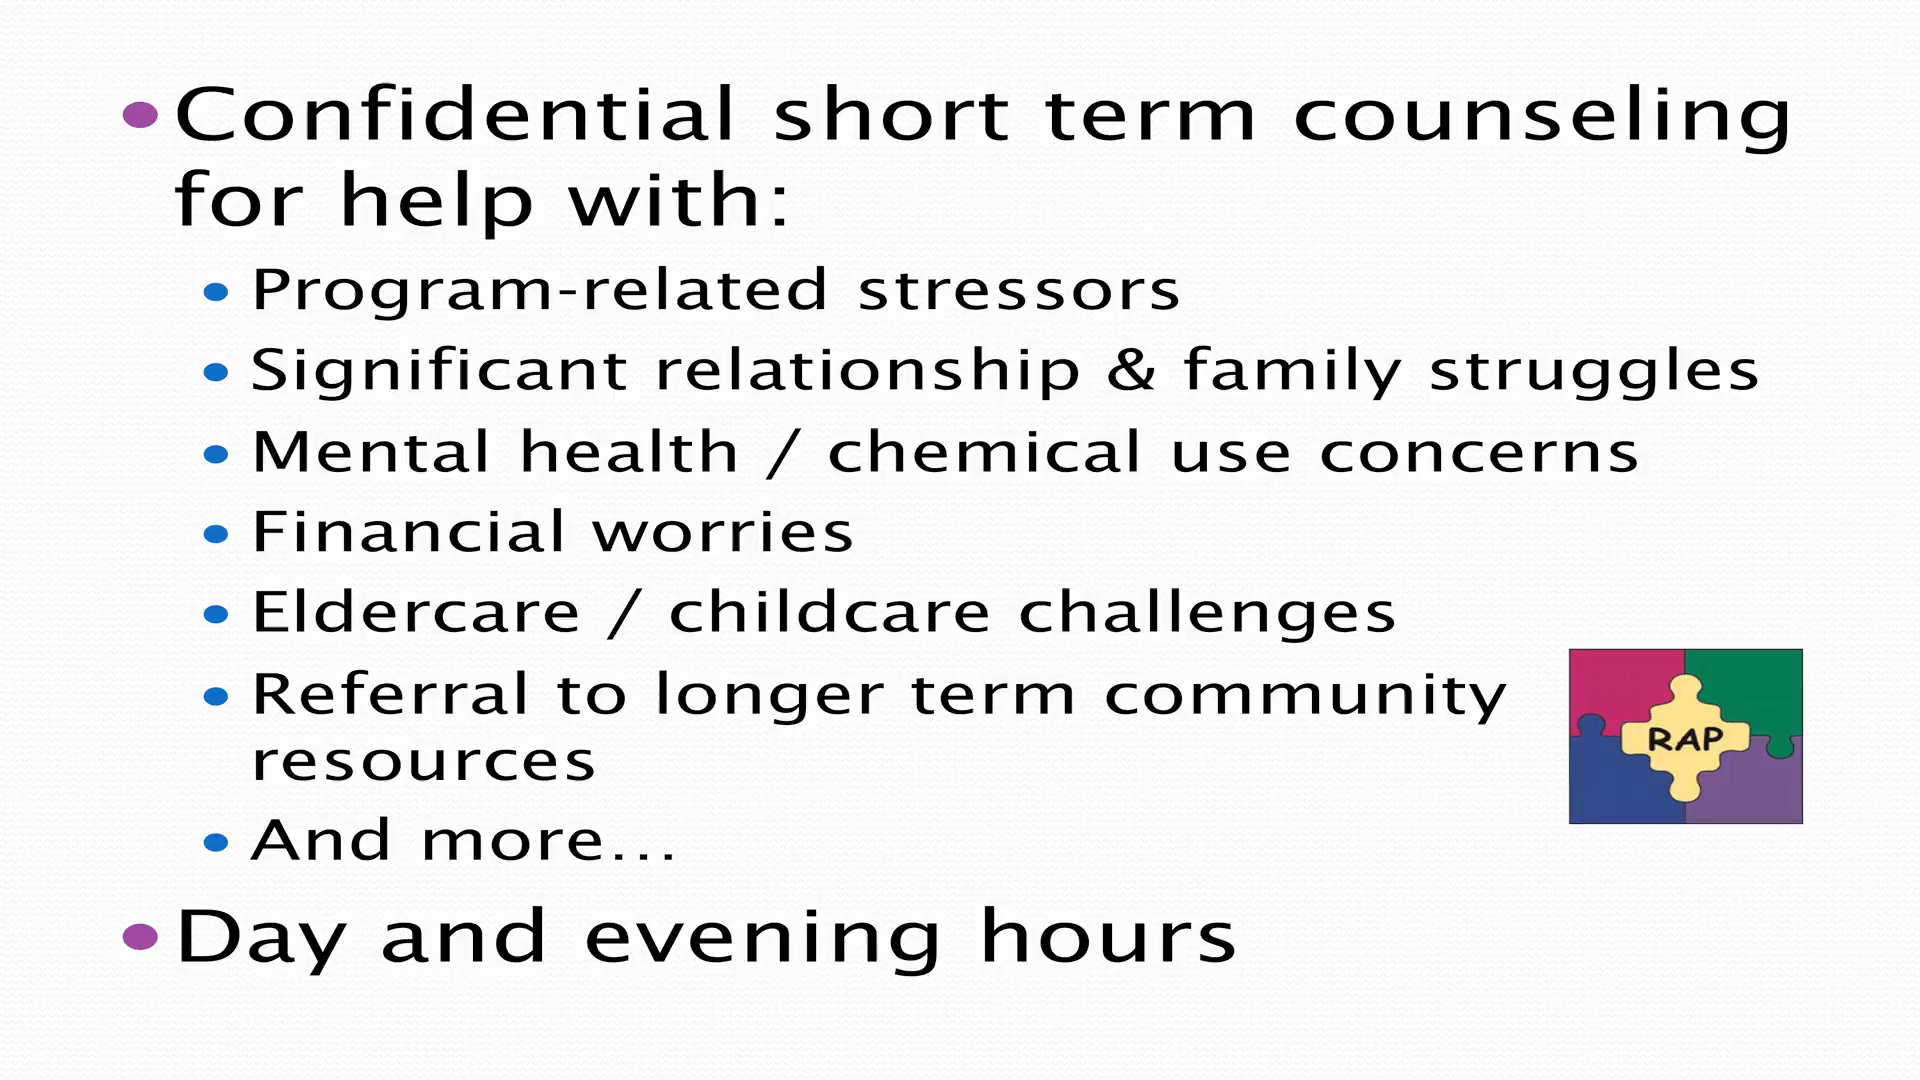 • Confidential short term counseling
for help with:
• Program-related stressors
• Significant relationship & family struggles
• Mental health / chemical use concerns
• Financial worries
• Eldercare / childcare challenges
• Referral to longer term community
resources
RAP
• And more…
• Day and evening hours